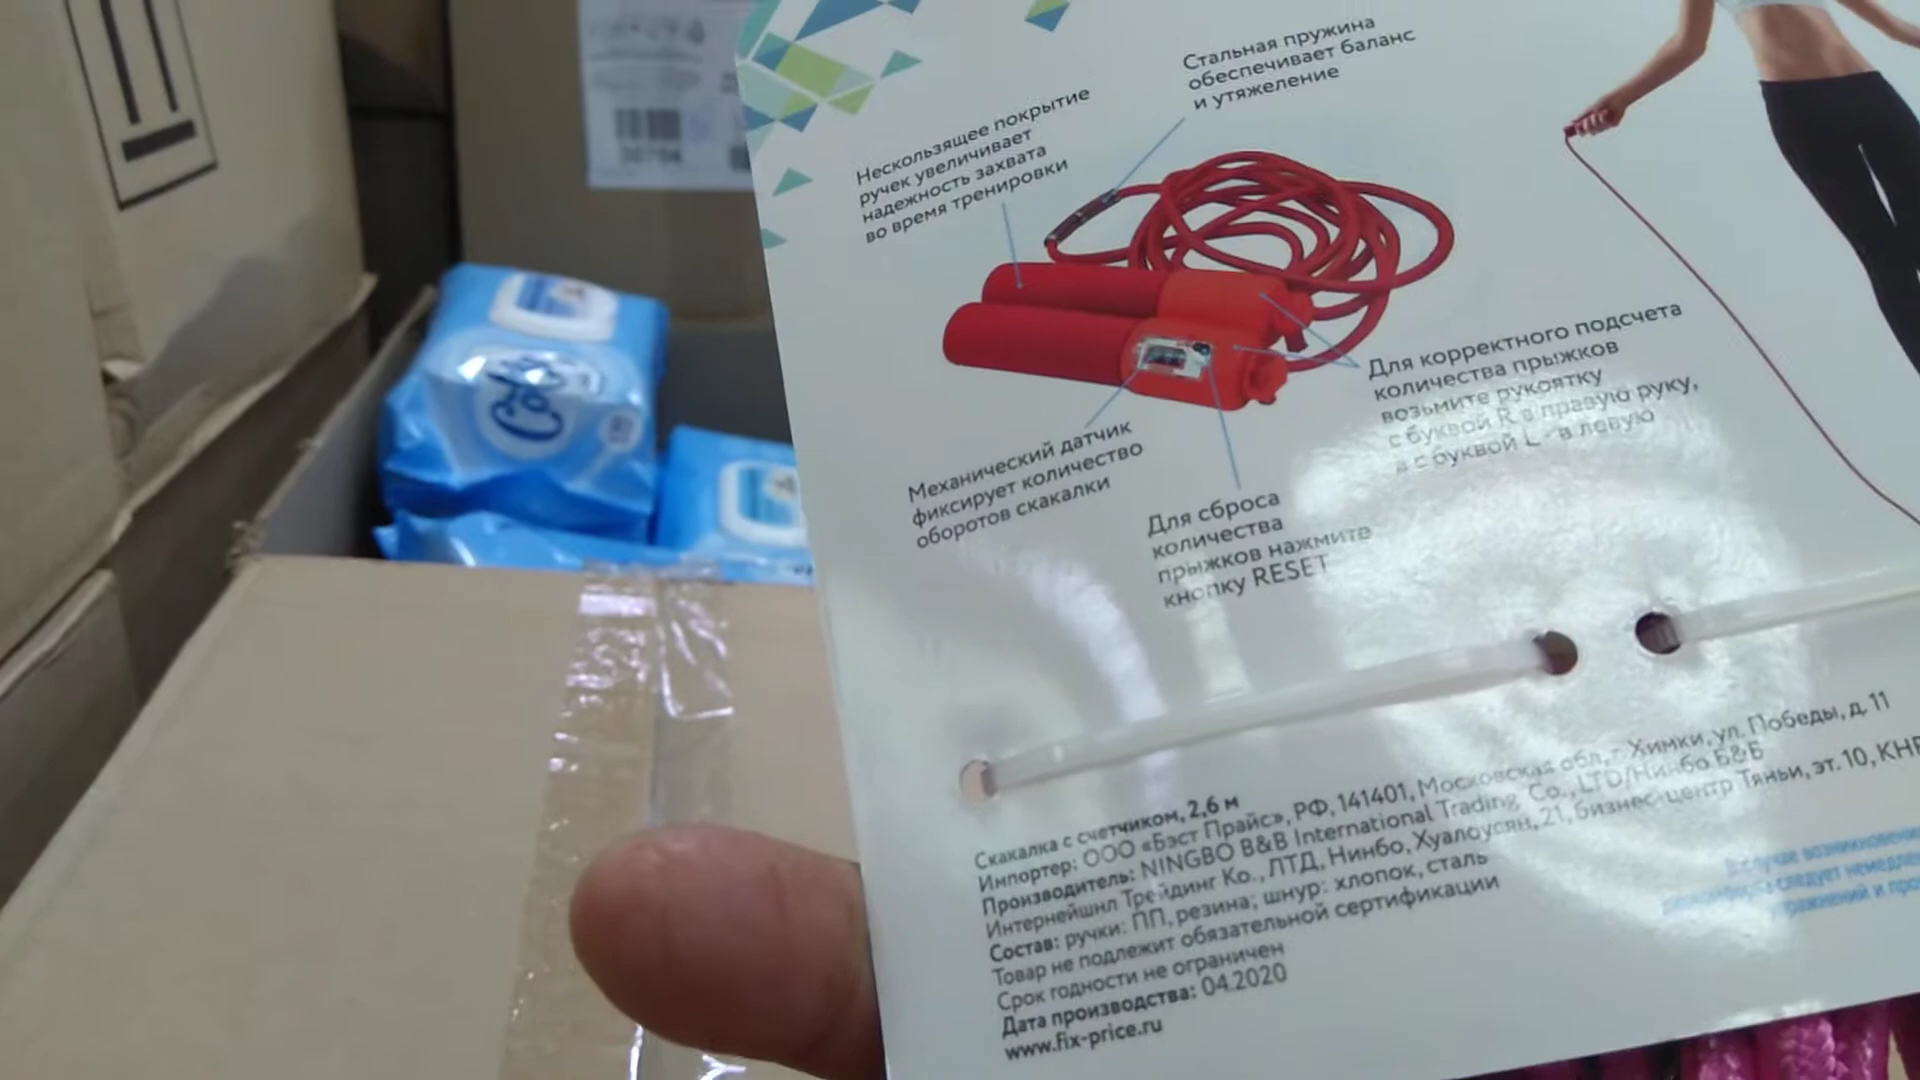 Стальная пружина
обеспечивает баланс
и утяжеление
Нескользящее покрытие
ручек увеличивает
надежность захвата
во время тренировки
Для корректного подсчета
количества прыжков
возьмите рукоятку
с буквой R в правую руку,
а с буквой L - в левую
Механический датчик
фиксирует количество
оборотов скакалки
Для сброса
количества
прыжков нажмите
кнопку RESET
Скакалка с счетчиком, 2,6 м
Импортер: ООО «Бэст Прайс», РФ, 141401, Московская обл., г. Химки, ул. Победы, д. 11
Производитель: NINGBO B&B International Trading Co., LTD/Нинбо Б&Б
Интернейшнл Трейдинг Ко., ЛТД, Нинбо, Хуалоусян, 21, бизнес-центр Тяньи, эт. 10, КНР
Состав: ручки: ПП, резина; шнур: хлопок, сталь
Товар не подлежит обязательной сертификации
Срок годности не ограничен
Дата производства: 04.2020
www.fix-price.ru
следует